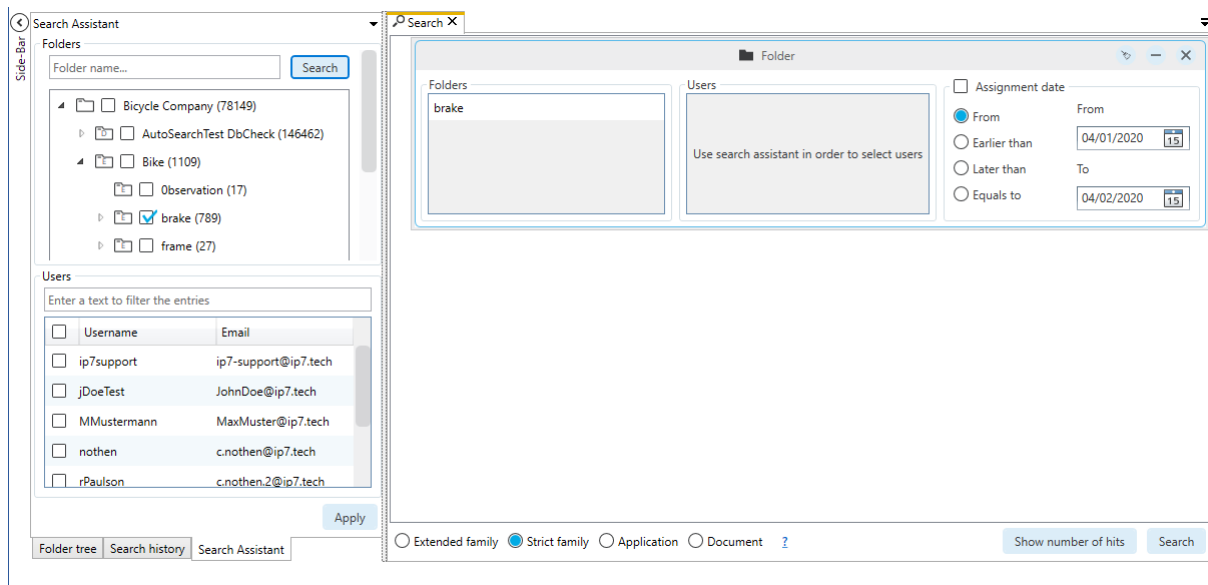 Side-Bar
Search Assistant
Folders
Folder name...
Search
Bicycle Company (78149)
AutoSearchTest DbCheck (146462)
Bike (1109)
0bservation (17)
brake (789)
frame (27)
Users
Enter a text to filter the entries
Username Email
ip7support ip7-support@ip7.tech
jDoeTest JohnDoe@ip7.tech
MMustermann MaxMuster@ip7.tech
nothen c.nothen@ip7.tech
rPaulson c.nothen.2@ip7.tech
Apply
Folder tree Search history Search Assistant
Search
Folder
Folders
brake
Users
Use search assistant in order to select users
Assignment date
From
Earlier than
Later than
Equals to
From
04/01/2020 15
To
04/02/2020 15
Extended family Strict family Application Document ?
Show number of hits Search